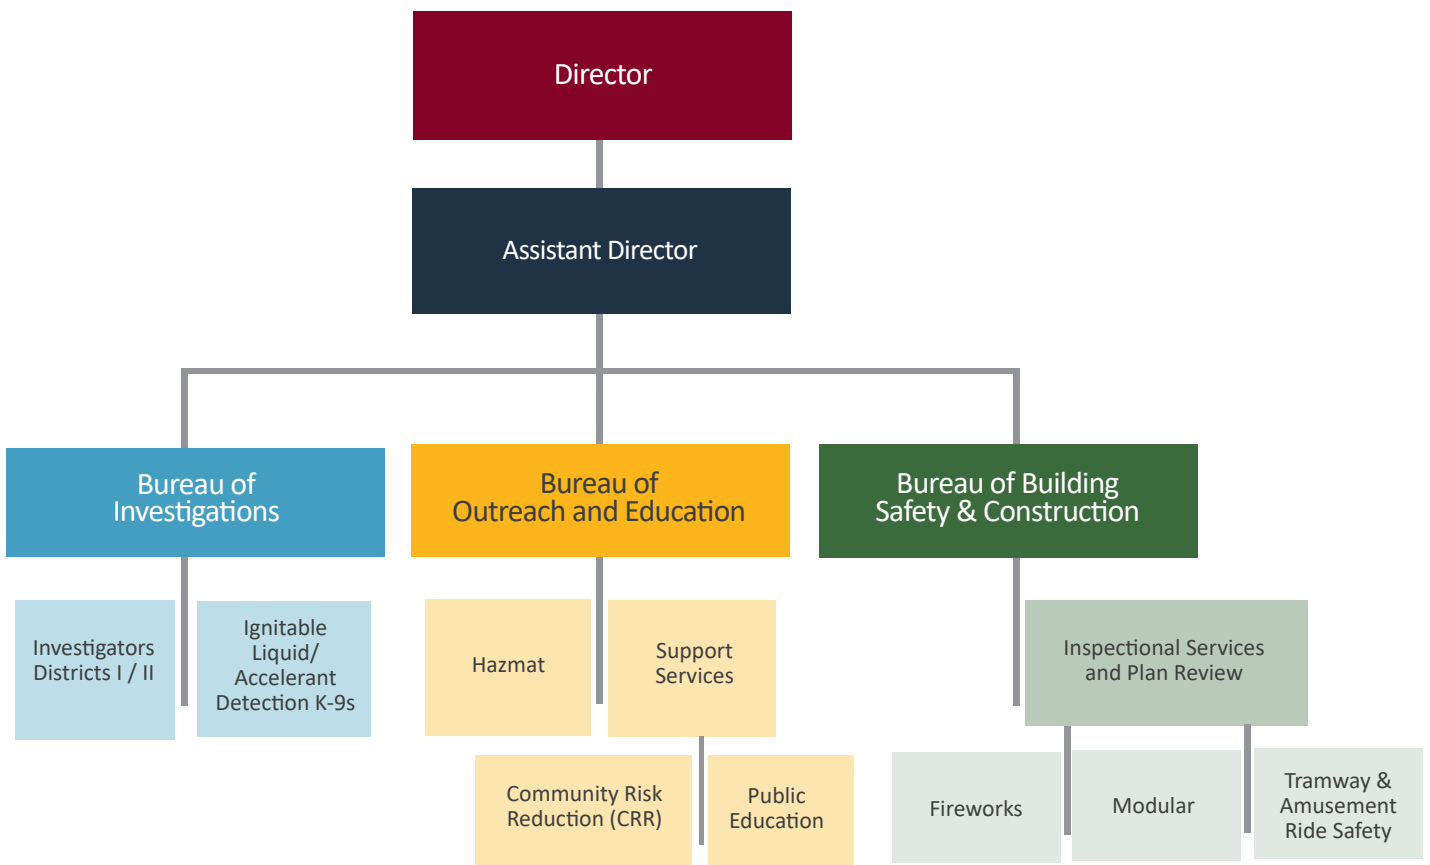 Director
Assistant Director
Bureau of
Investigations
Bureau of
Outreach and Education
Bureau of Building
Safety & Construction
Investigators
Districts I / II
Ignitable
Liquid/
Accelerant
Detection K-9s
Hazmat
Support
Services
Inspectional Services
and Plan Review
Community Risk
Reduction (CRR)
Public
Education
Fireworks
Modular
Tramway &
Amusement
Ride Safety